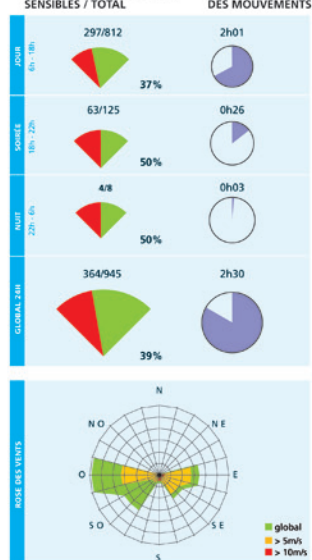 SENSIBLES / TOTAL
DES MOUVEMENTS
JOUR
6h - 18h
297/812
37%
2h01
SOIRÉE
18h - 22h
63/125
50%
0h26
NUIT
22h - 6h
4/8
50%
0h03
GLOBAL 24H
364/945
39%
2h30
ROSE DES VENTS
N
NO
NE
O
E
SO
SE
S
global
> 5m/s
> 10m/s